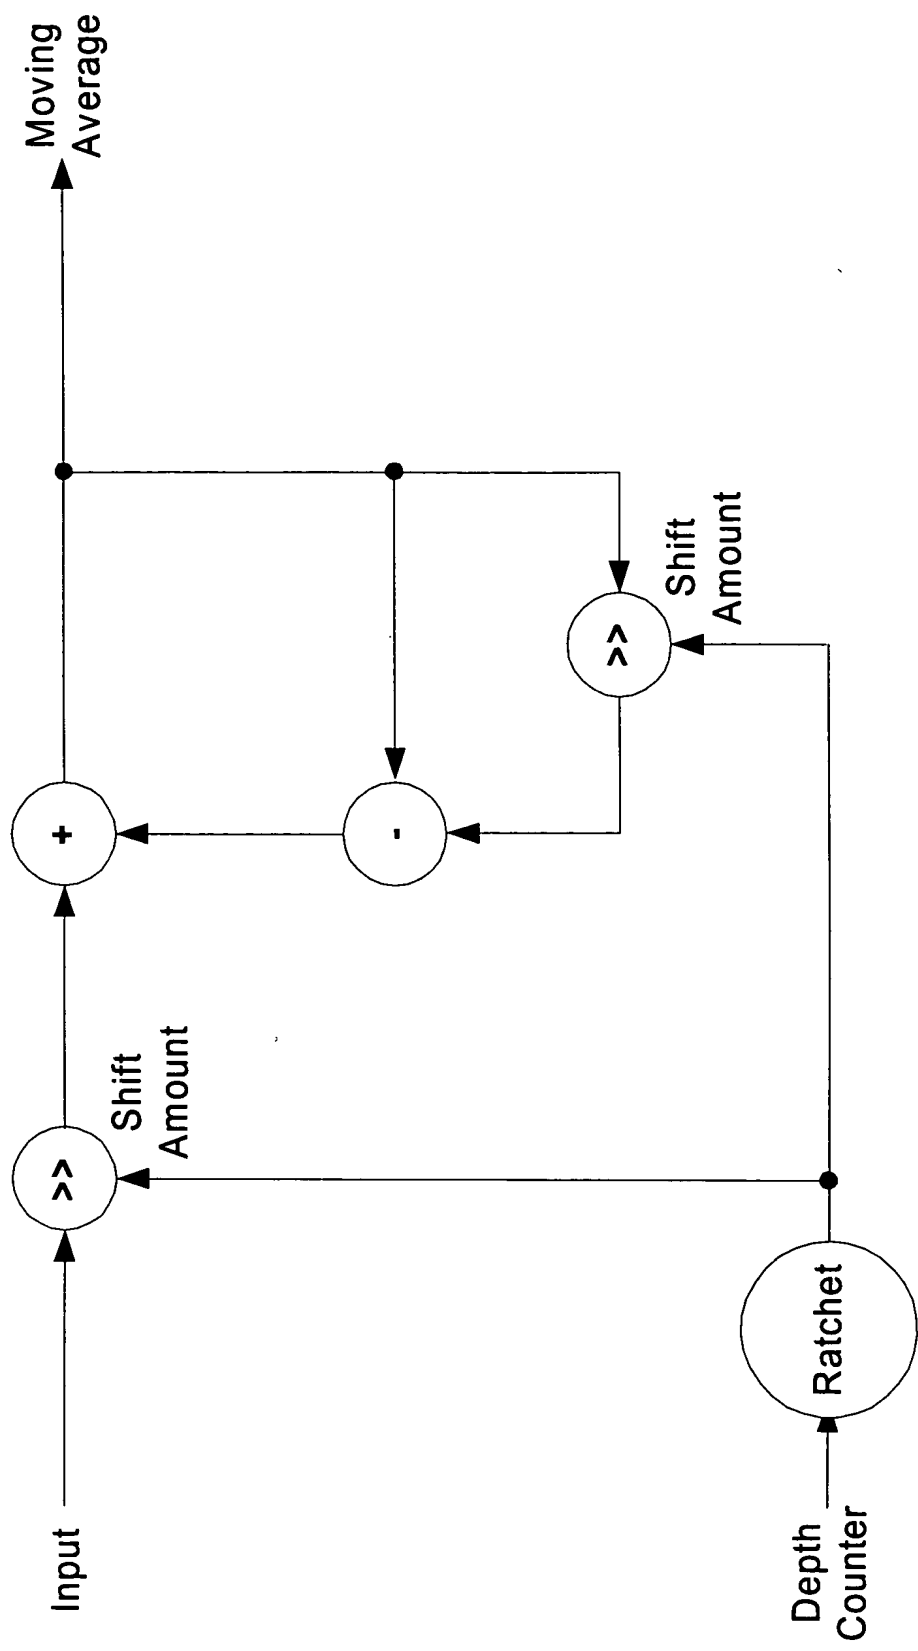 Input
>>
Shift
Amount
+
Moving
Average
-
>>
Shift
Amount
Depth
Counter
Ratchet